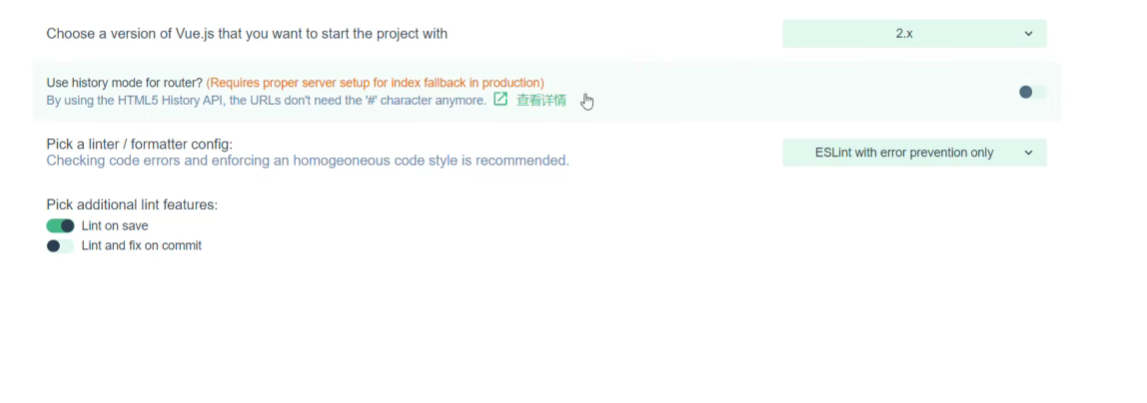 Choose a version of Vue.js that you want to start the project with
2.x
Use history mode for router? (Requires proper server setup for index fallback in production)
By using the HTML5 History API, the URLs don't need the '#' character anymore. 查看详情
Pick a linter / formatter config:
Checking code errors and enforcing an homogeoneous code style is recommended.
ESLint with error prevention only
Pick additional lint features:
Lint on save
Lint and fix on commit